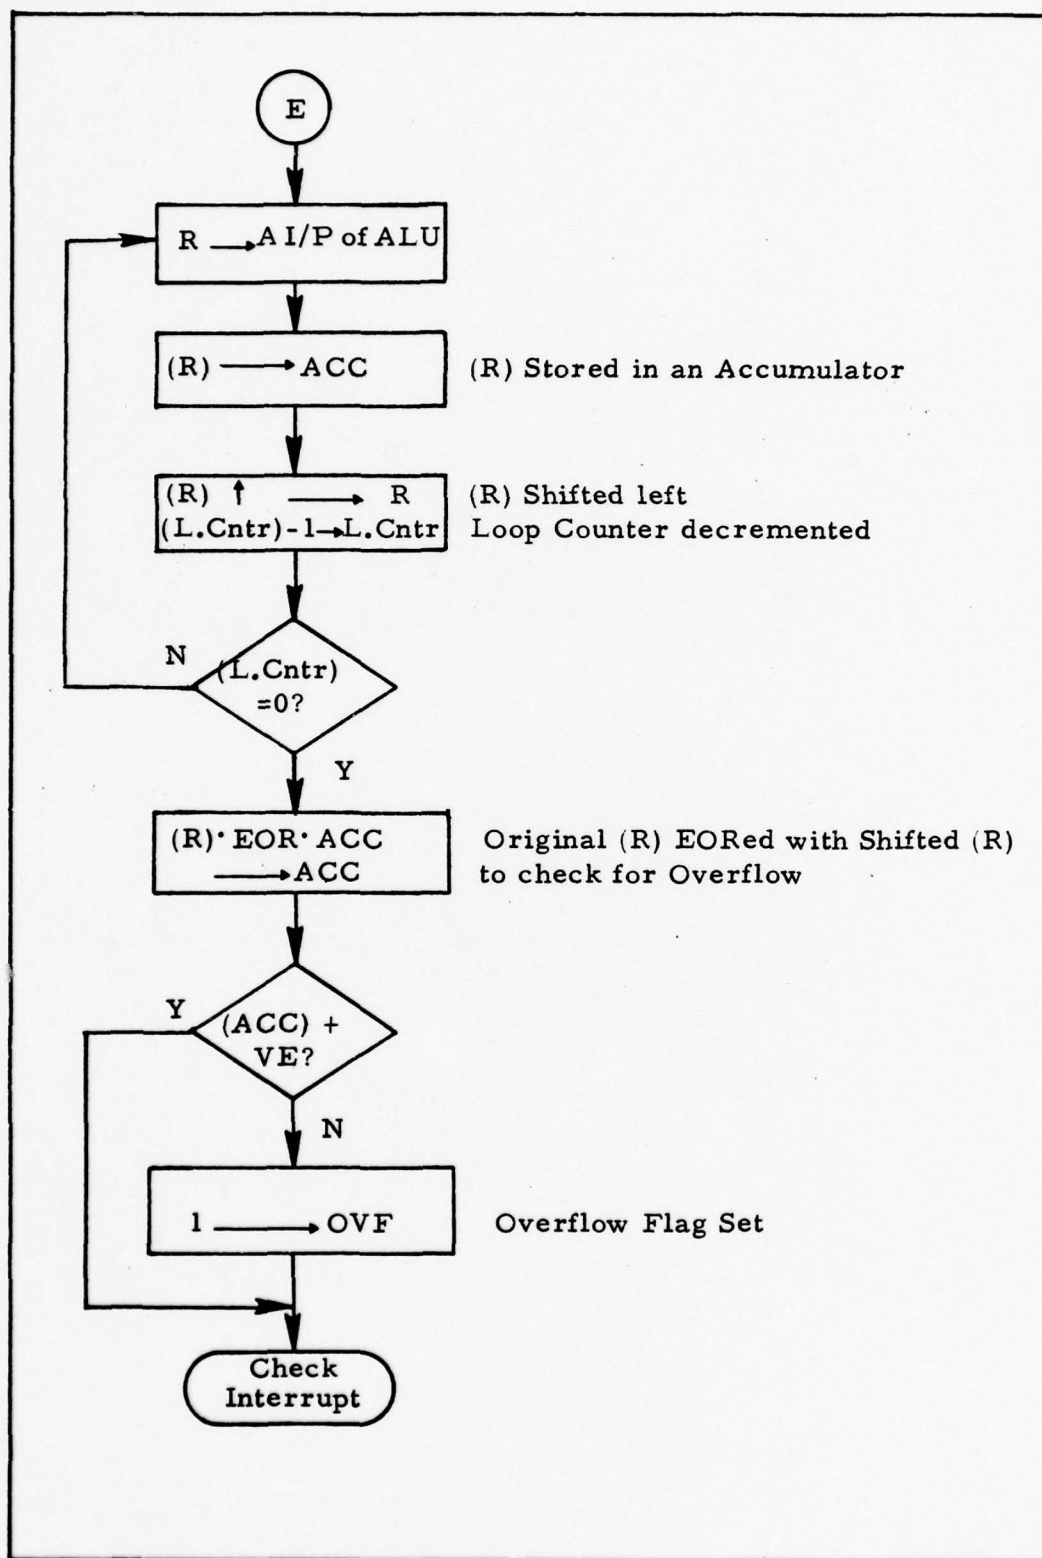 E
R → A I/P of ALU
(R) → ACC
(R) Stored in an Accumulator
(R) ↑ → R
(L.Cntr) - 1→L.Cntr
(R) Shifted left
Loop Counter decremented
N
(L.Cntr)
=0?
Y
(R)· EOR· ACC
→ ACC
Original (R) EORed with Shifted (R)
to check for Overflow
Y
(ACC) +
VE?
N
1 → OVF
Overflow Flag Set
Check
Interrupt